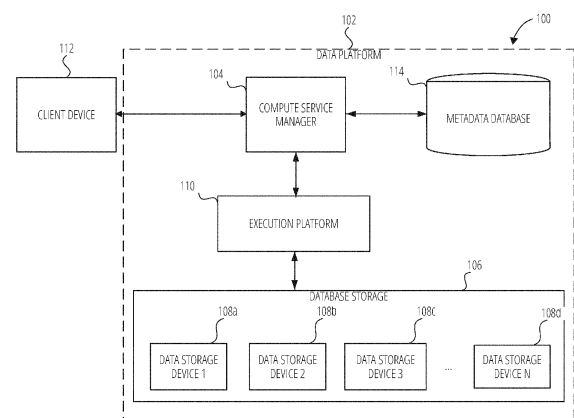 100
102
DATA PLATFORM
112
CLIENT DEVICE
104
COMPUTE SERVICE
MANAGER
114
METADATA DATABASE
110
EXECUTION PLATFORM
106
DATABASE STORAGE
108a
DATA STORAGE
DEVICE 1
108b
DATA STORAGE
DEVICE 2
108c
DATA STORAGE
DEVICE 3
...
108d
DATA STORAGE
DEVICE N